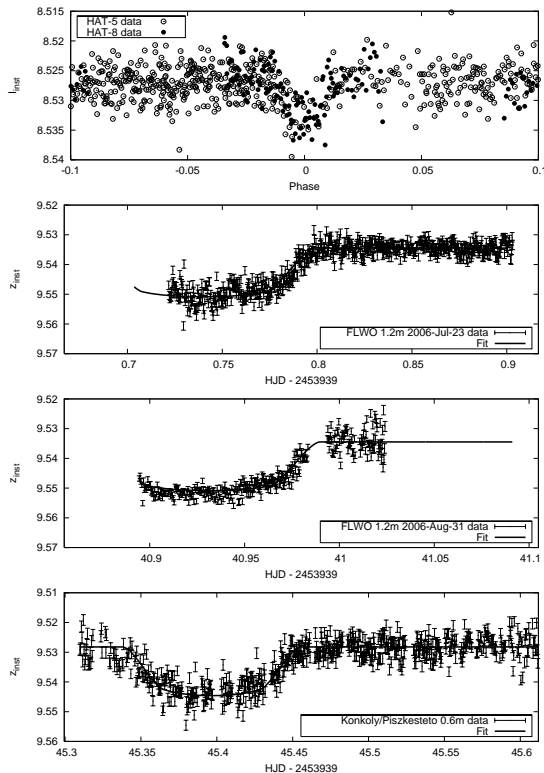 8.515
8.52
8.525
8.53
8.535
8.54
I_inst
HAT-5 data
HAT-8 data
-0.1
-0.05
0
0.05
0.1
Phase
9.52
9.53
9.54
9.55
9.56
9.57
z_inst
FLWO 1.2m 2006-Jul-23 data
Fit
0.7
0.75
0.8
0.85
0.9
HJD - 2453939
9.52
9.53
9.54
9.55
9.56
9.57
z_inst
FLWO 1.2m 2006-Aug-31 data
Fit
40.9
40.95
41
41.05
41.1
HJD - 2453939
9.51
9.52
9.53
9.54
9.55
9.56
z_inst
Konkoly/Piszkesteto 0.6m data
Fit
45.3
45.35
45.4
45.45
45.5
45.55
45.6
HJD - 2453939